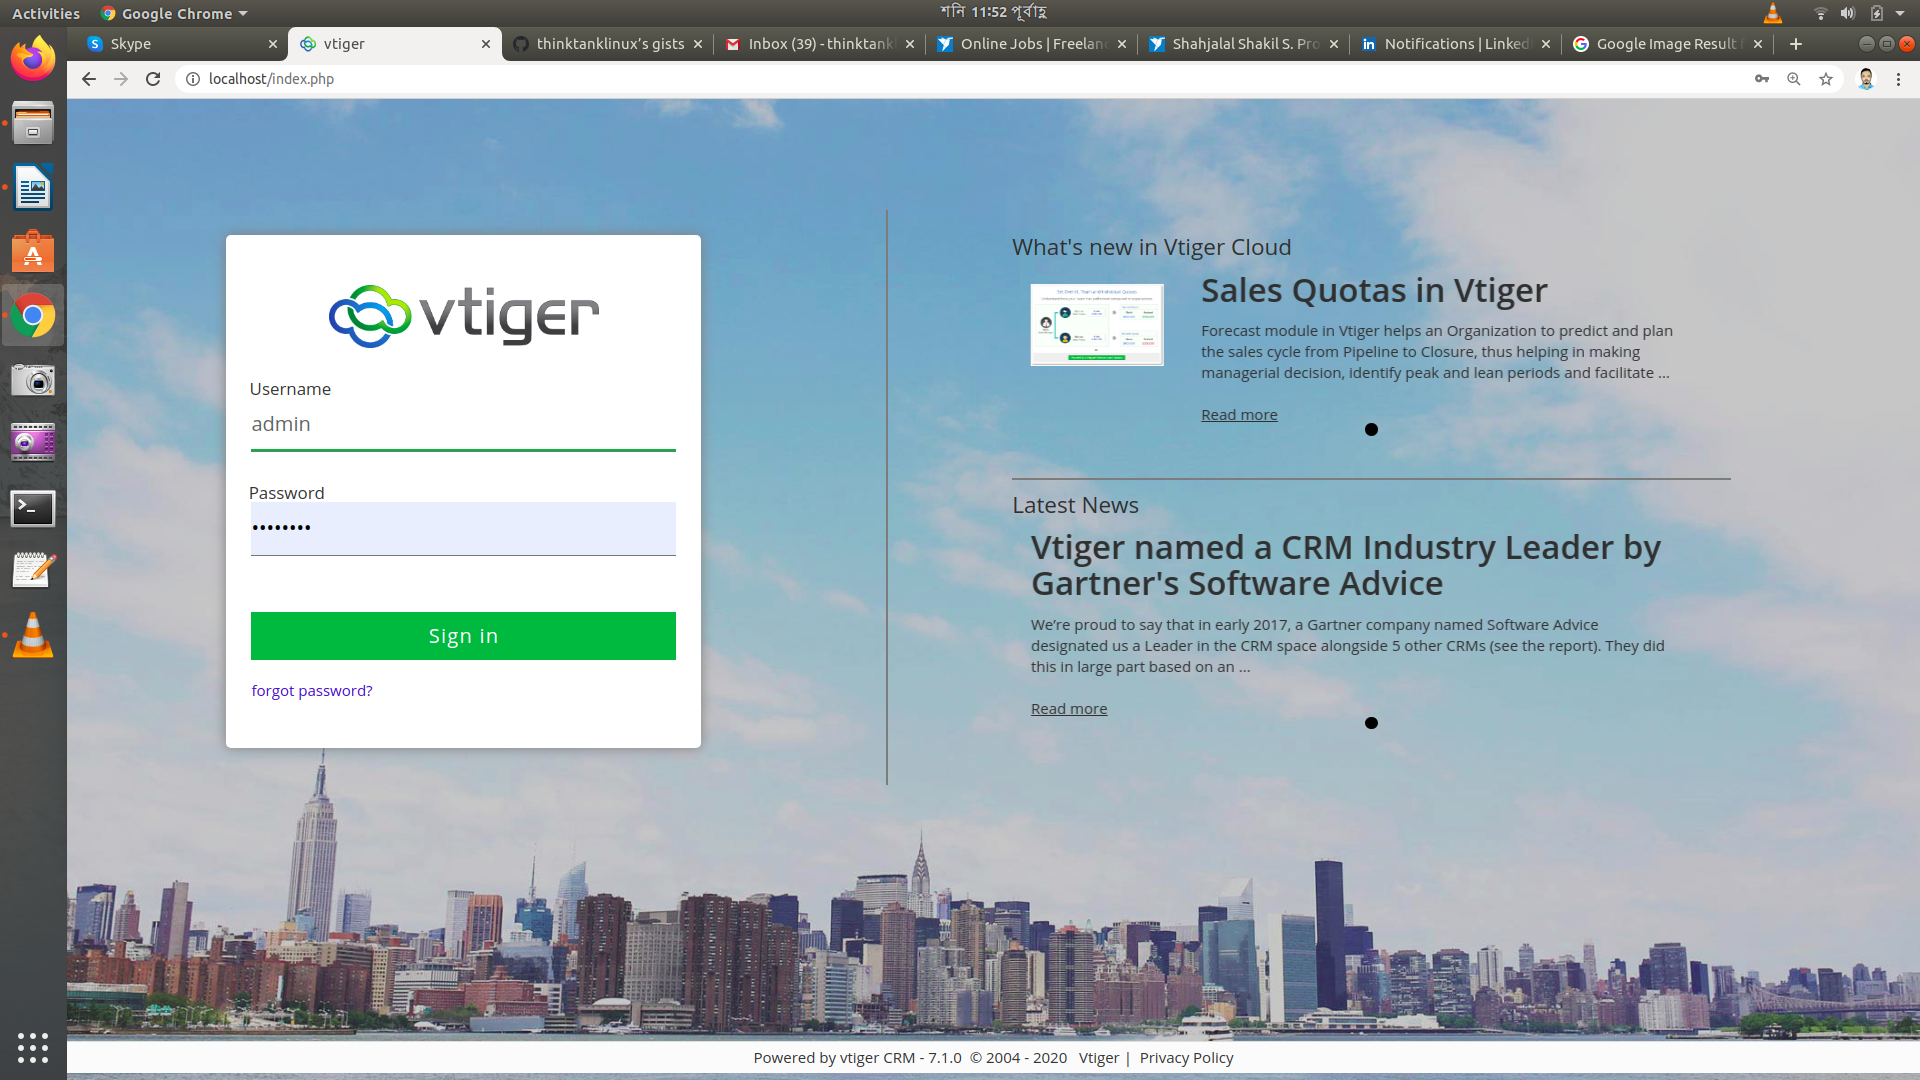 Activities
Google Chrome
শনি 11:52 পূর্বাহ্ণ
Skype
vtiger
thinktanklinux's gists
Inbox (39) - thinktankl
Online Jobs | Freelanc
Shahjalal Shakil S. Pro
Notifications | Linked
Google Image Result f
localhost/index.php
vtiger
Username
admin
Password
••••••••
Sign in
forgot password?
What's new in Vtiger Cloud
Sales Quotas in Vtiger
Forecast module in Vtiger helps an Organization to predict and plan
the sales cycle from Pipeline to Closure, thus helping in making
managerial decision, identify peak and lean periods and facilitate ...
Read more
Latest News
Vtiger named a CRM Industry Leader by
Gartner's Software Advice
We’re proud to say that in early 2017, a Gartner company named Software Advice
designated us a Leader in the CRM space alongside 5 other CRMs (see the report). They did
this in large part based on an ...
Read more
Powered by vtiger CRM - 7.1.0 © 2004 - 2020 Vtiger | Privacy Policy